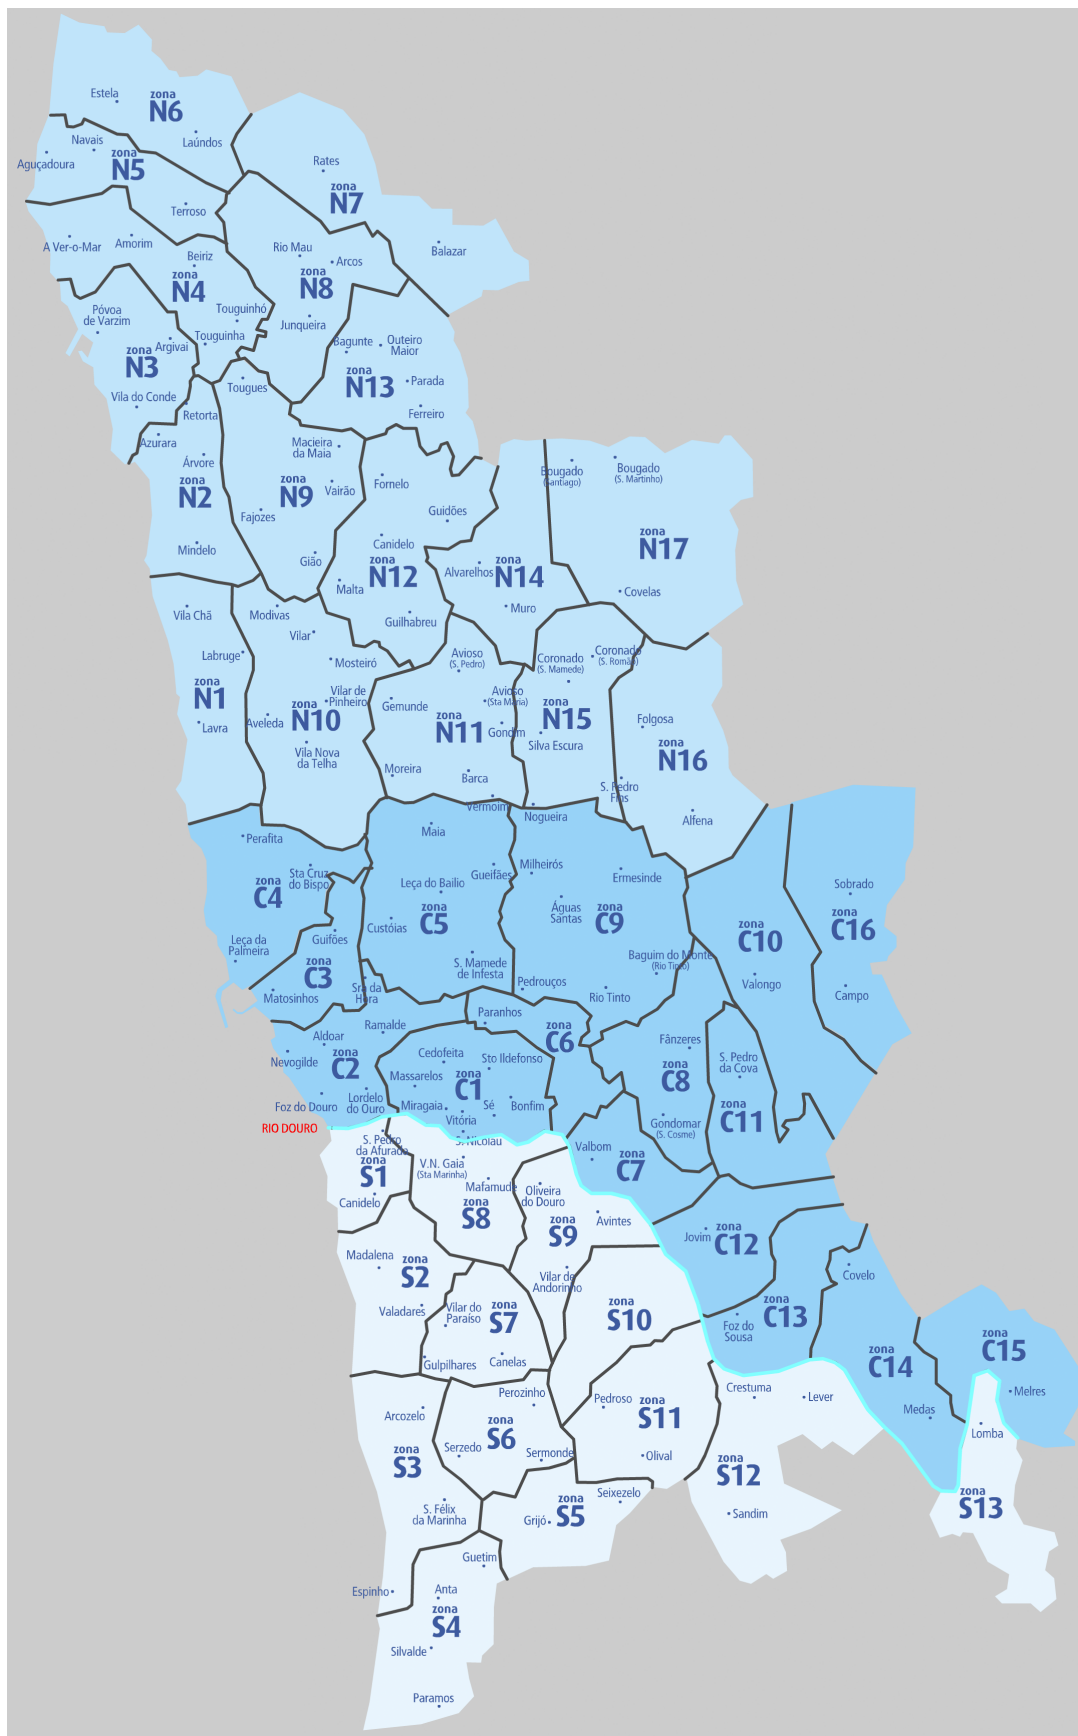 Estela
zona
N6
Laúndos
Navais
zona
N5
Aguçadoura
Terroso
Rates
zona
N7
Balazar
A Ver-o-Mar
Amorim
Beiriz
zona
N4
Touguinhó
Touguinha
Rio Mau
Arcos
zona
N8
Junqueira
Póvoa
de Varzim
Argivai
zona
N3
Vila do Conde
Bagunte
Outeiro
Maior
zona
N13
Parada
Ferreiro
Retorta
Azurara
Árvore
zona
N2
Mindelo
Tougues
Macieira
da Maia
zona
N9
Vairão
Fajozes
Gião
Fornelo
Guidões
Canidelo
zona
N12
Malta
Guilhabreu
Alvarelhos
zona
N14
Muro
Bougado
(Santiago)
Bougado
(S. Martinho)
zona
N17
Covelas
Vila Chã
Labruge
zona
N1
Lavra
Modivas
Vilar
Mosteiró
Vilar de
Pinheiro
zona
N10
Aveleda
Vila Nova
da Telha
Avioso
(S. Pedro)
Avioso
(Sta Maria)
Gemunde
zona
N11
Gondim
Moreira
Barca
Vermoim
Coronado
(S. Mamede)
Coronado
(S. Romão)
zona
N15
Silva Escura
Folgosa
zona
N16
S. Pedro
Fins
Alfena
Nogueira
Perafita
Sta Cruz
do Bispo
zona
C4
Leça da
Palmeira
Guifões
zona
C3
Matosinhos
Sra da
Hora
Maia
Gueifães
Leça do Bailio
zona
C5
Custóias
S. Mamede
de Infesta
Milheirós
Ermesinde
Águas
Santas
zona
C9
Baguim do Monte
(Rio Tinto)
Pedrouços
Rio Tinto
zona
C10
Valongo
Sobrado
zona
C16
Campo
Aldoar
Ramalde
Nevogilde
zona
C2
Lordelo
do Ouro
Foz do Douro
RIO DOURO
Paranhos
zona
C6
Cedofeita
Sto Ildefonso
Massarelos
zona
C1
Miragaia
Vitória
Sé
Bonfim
S. Nicolau
Fânzeres
zona
C8
Gondomar
(S. Cosme)
S. Pedro
da Cova
zona
C11
Valbom
zona
C7
S. Pedro
da Afurada
zona
S1
Canidelo
V.N. Gaia
(Sta Marinha)
Mafamude
zona
S8
Oliveira
do Douro
Avintes
zona
S9
Vilar de
Andorinho
Jovim
zona
C12
Foz do
Sousa
zona
C13
Covelo
zona
C14
Medas
zona
C15
Melres
Madalena
zona
S2
Valadares
Vilar do
Paraíso
zona
S7
Gulpilhares
Canelas
zona
S10
Pedroso
zona
S11
Olival
Crestuma
Lever
zona
S12
Sandim
Lomba
zona
S13
Arcozelo
zona
S3
S. Félix
da Marinha
Perozinho
zona
S6
Serzedo
Sermonde
Seixezelo
zona
S5
Grijó
Guetim
Espinho
Anta
zona
S4
Silvalde
Paramos